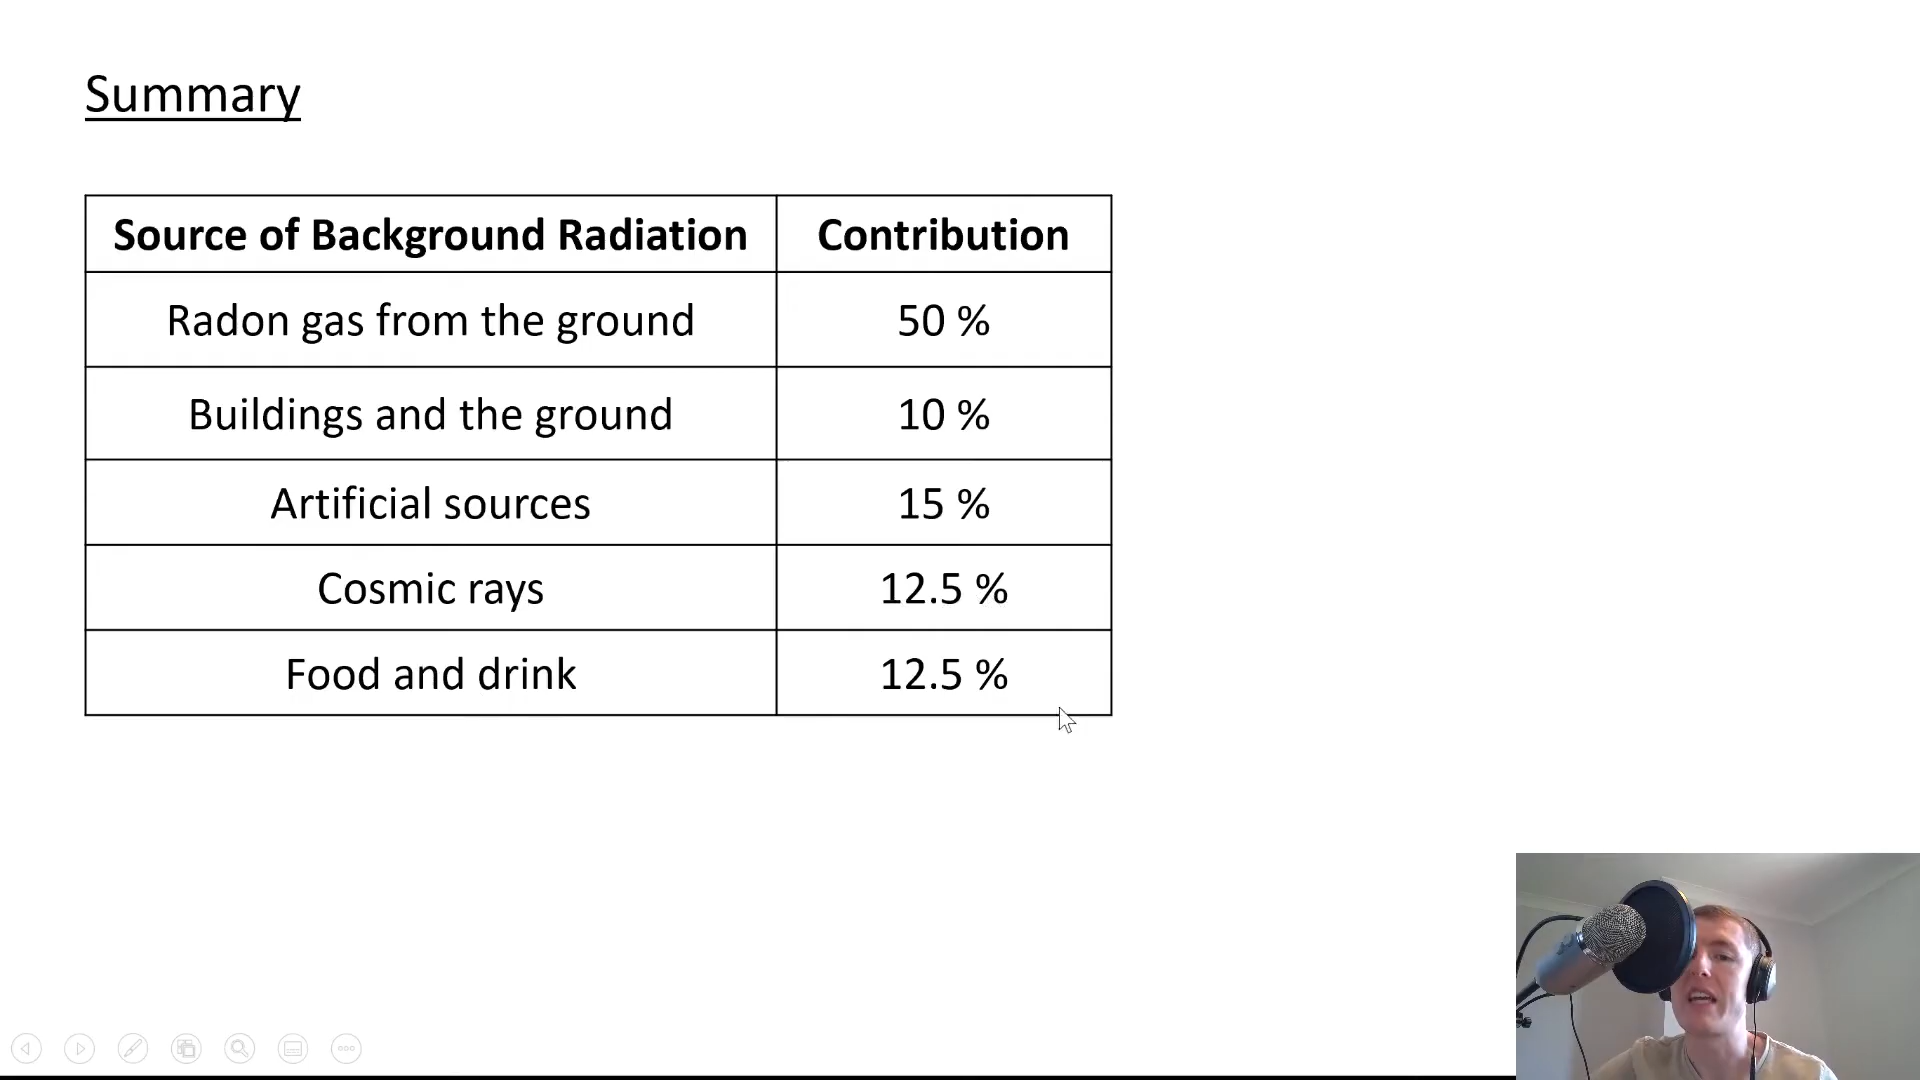 Summary
Source of Background Radiation Contribution
Radon gas from the ground 50 %
Buildings and the ground 10 %
Artificial sources 15 %
Cosmic rays 12.5 %
Food and drink 12.5 %